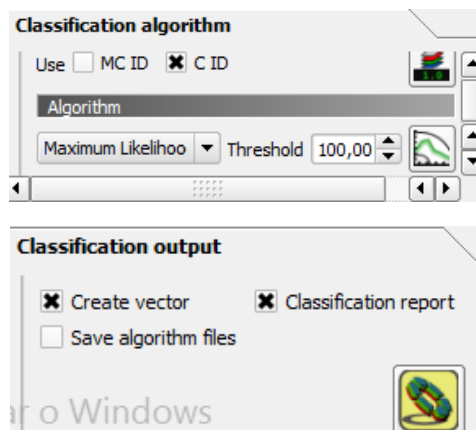 Classification algorithm
Use MC ID C ID
Algorithm
Maximum Likelihoo Threshold 100,00
Classification output
Create vector Classification report
Save algorithm files
ar o Windows